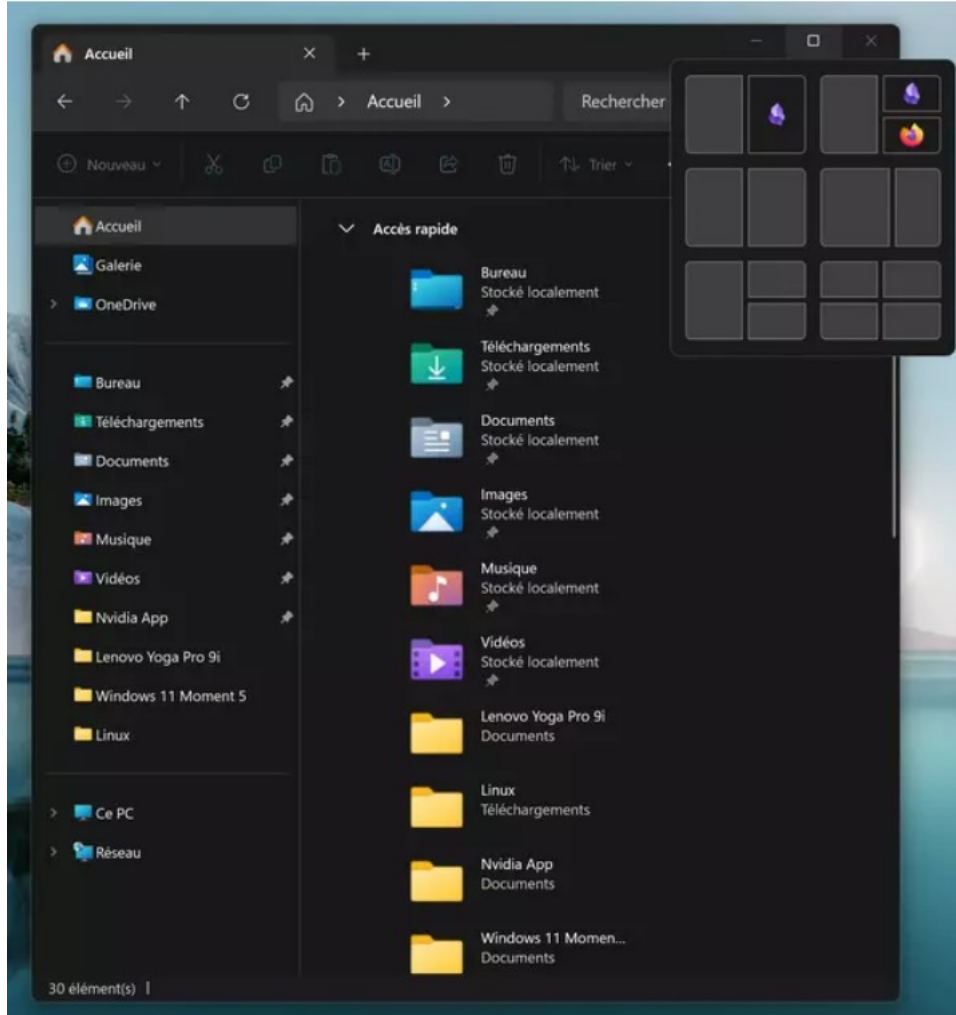 Accueil
Accueil
Rechercher
Nouveau
Trier
Accueil
Galerie
OneDrive
Bureau
Téléchargements
Documents
Images
Musique
Vidéos
Nvidia App
Lenovo Yoga Pro 9i
Windows 11 Moment 5
Linux
Ce PC
Réseau
Accès rapide
Bureau
Stocké localement
Téléchargements
Stocké localement
Documents
Stocké localement
Images
Stocké localement
Musique
Stocké localement
Vidéos
Stocké localement
Lenovo Yoga Pro 9i
Documents
Linux
Téléchargements
Nvidia App
Documents
Windows 11 Momen...
Documents
30 élément(s)